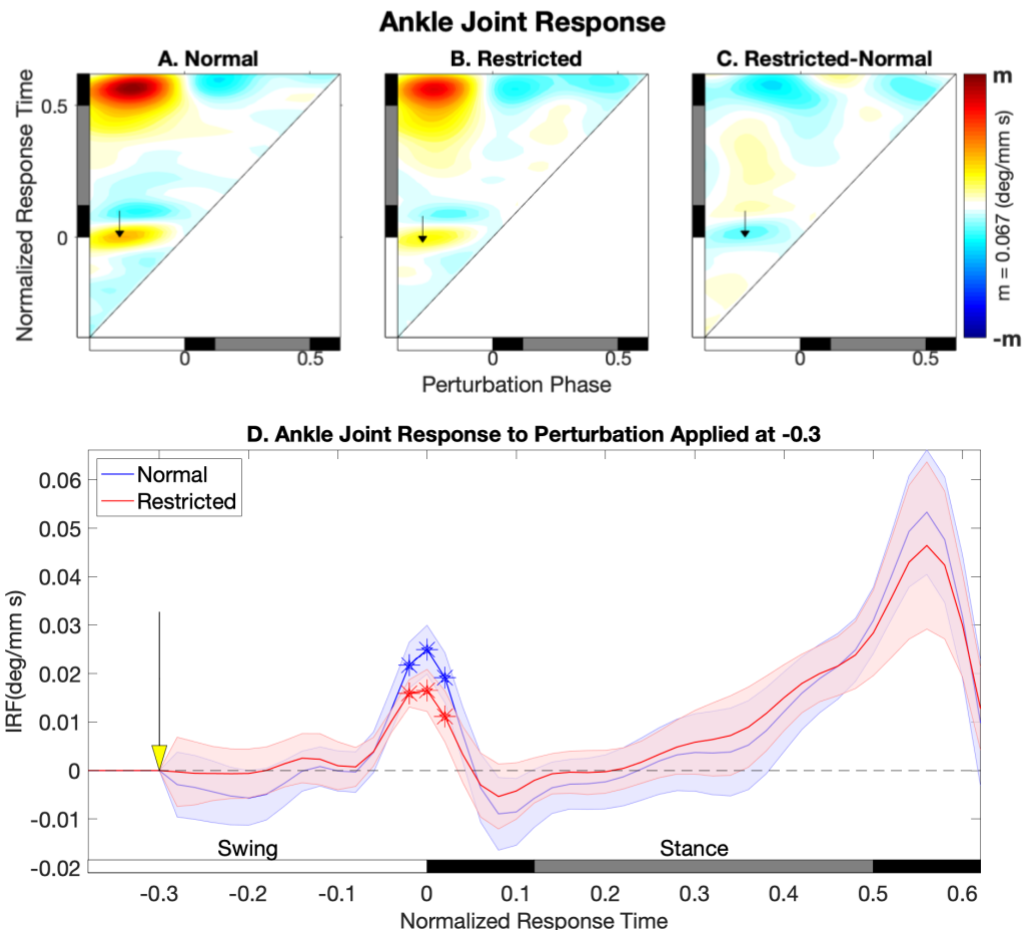 Ankle Joint Response
A. Normal
B. Restricted
C. Restricted-Normal
Normalized Response Time
0.5
0
0
0.5
0
0.5
0
0.5
Perturbation Phase
m
m = 0.067 (deg/mm s)
-m
D. Ankle Joint Response to Perturbation Applied at -0.3
Normal
Restricted
IRF(deg/mm s)
0.06
0.05
0.04
0.03
0.02
0.01
0
-0.01
-0.02
Swing
Stance
-0.3
-0.2
-0.1
0
0.1
0.2
0.3
0.4
0.5
0.6
Normalized Response Time